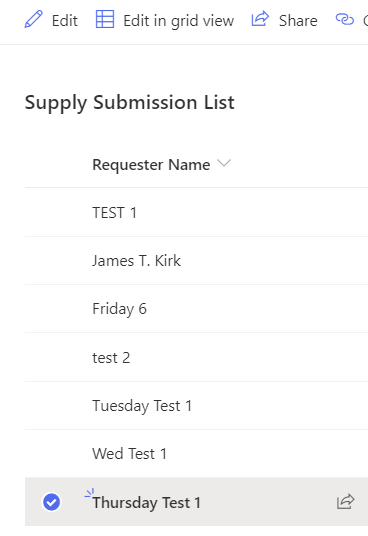 Edit Edit in grid view Share
Supply Submission List
Requester Name
TEST 1
James T. Kirk
Friday 6
test 2
Tuesday Test 1
Wed Test 1
Thursday Test 1